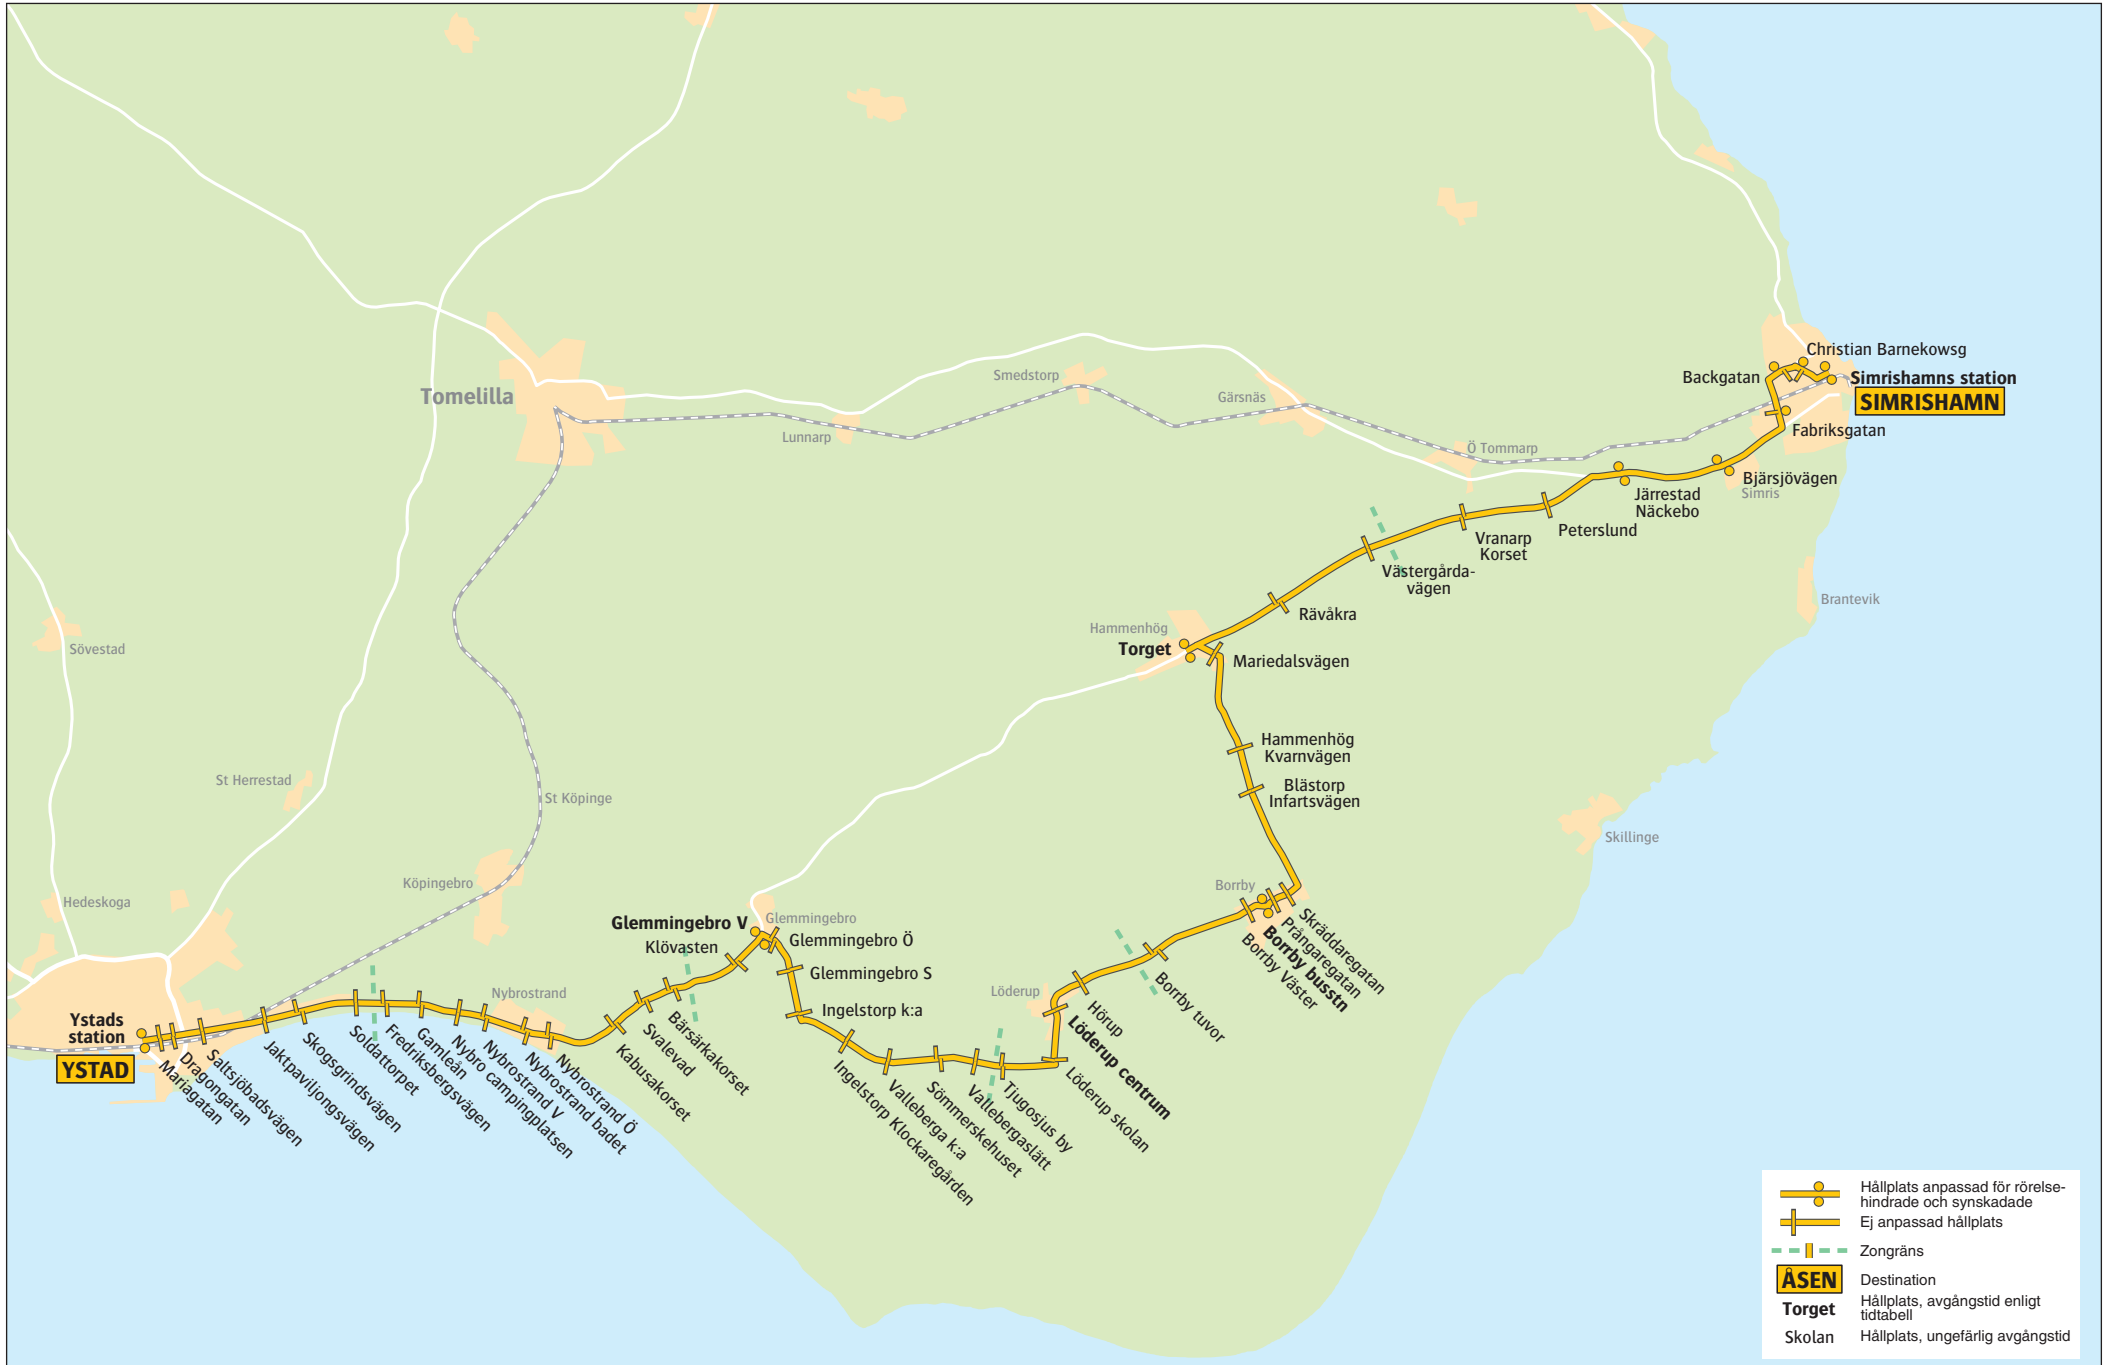 Christian Barnekowsg
Backgatan
Simrishamns station
SIMRISHAMN
Fabriksgatan
Smedstorp
Gärsnäs
Tomelilla
Lunnarp
Ö Tommarp
Bjärsjövägen
Simris
Järrestad
Näckebo
Peterslund
Vranarp
Korset
Västergårda-
vägen
Brantevik
Rävåkra
Hammenhög
Torget
Mariedalsvägen
Sövestad
Hammenhög
Kvarnvägen
Blästorp
Infartsvägen
St Herrestad
St Köpinge
Skillinge
Köpingebro
Borrby
Hedeskoga
Skräddaregatan
Prångaregatan
Borrby busstn
Borrby Väster
Glemmingebro V
Glemmingebro
Klövasten
Glemmingebro Ö
Glemmingebro S
Ingelstorp k:a
Borrby tuvor
Löderup
Hörup
Löderup centrum
Löderup skolan
Nybrostrand
Ystads
station
YSTAD
Mariagatan
Dragongatan
Saltsjöbadsvägen
Jaktpaviljongsvägen
Skogsgrindsvägen
Soldattorpet
Fredriksbergsvägen
Gamleån
Nybro campingplatsen
Nybrostrand V
Nybrostrand badet
Nybrostrand Ö
Kabusakorset
Svalevad
Bärsärkakorset
Ingelstorp Klockaregården
Valleberga k:a
Sömmerskehuset
Vallebergaslätt
Tjugosjus by
Hållplats anpassad för rörelse-
hindrade och synskadade
Ej anpassad hållplats
Zongräns
ÅSEN Destination
Torget Hållplats, avgångstid enligt
tidtabell
Skolan Hållplats, ungefärlig avgångstid